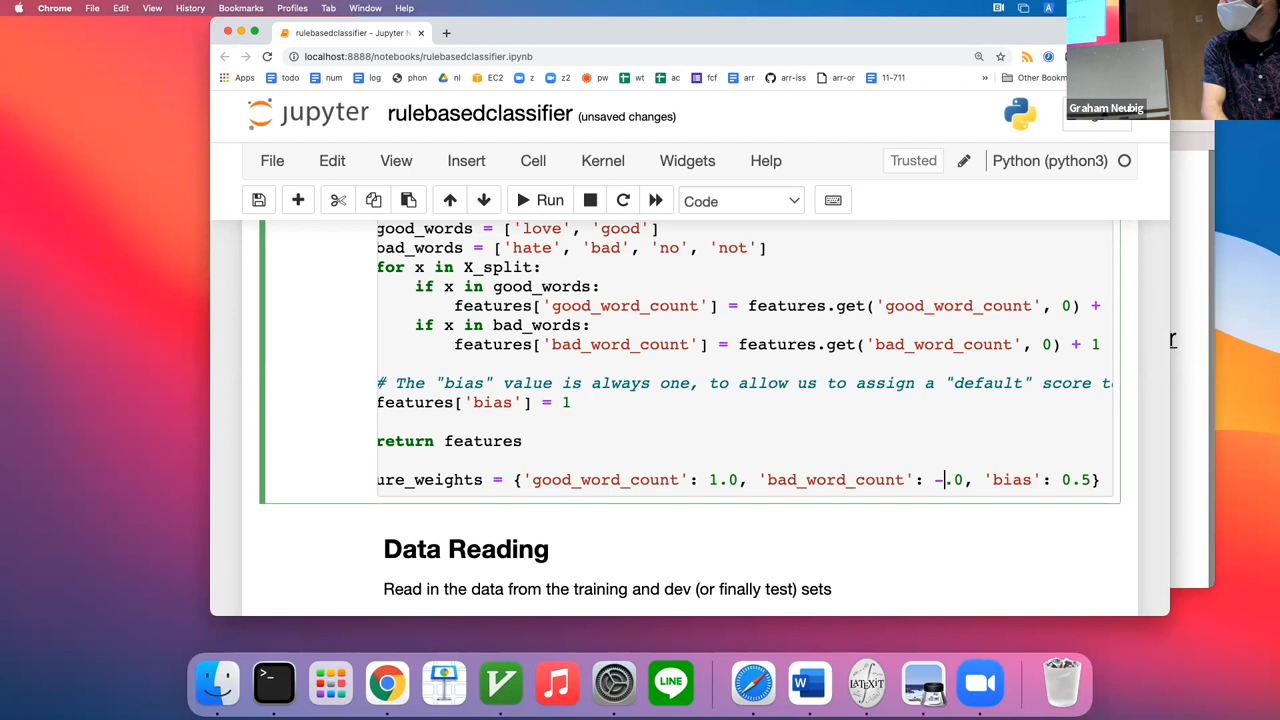 Chrome File Edit View History Bookmarks Profiles Tab Window Help
rulebasedclassifier - Jupyter N
localhost:8888/notebooks/rulebasedclassifier.ipynb
Apps todo num log phon nl EC2 z z2 pw wt ac fcf arr arr-iss arr-or 11-711 » Other Bookm
Graham Neubig
jupyter rulebasedclassifier (unsaved changes)
File Edit View Insert Cell Kernel Widgets Help Trusted Python (python3)
Run Code
good_words = ['love', 'good']
bad_words = ['hate', 'bad', 'no', 'not']
for x in X_split:
if x in good_words:
features['good_word_count'] = features.get('good_word_count', 0) +
if x in bad_words:
features['bad_word_count'] = features.get('bad_word_count', 0) + 1
# The "bias" value is always one, to allow us to assign a "default" score to
features['bias'] = 1
return features
ure_weights = {'good_word_count': 1.0, 'bad_word_count': -.0, 'bias': 0.5}
Data Reading
Read in the data from the training and dev (or finally test) sets
LINE
W
LATEXiT